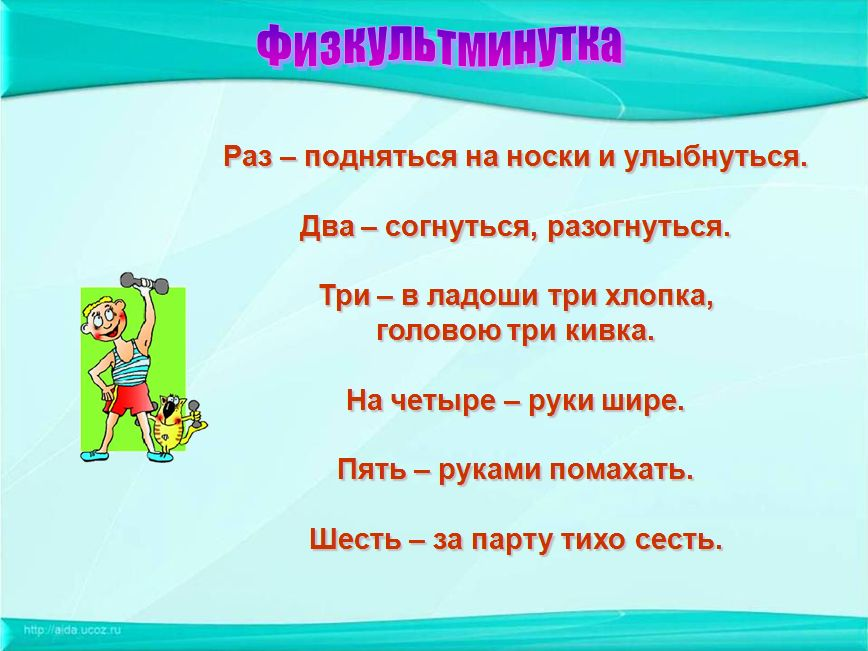 Физкультминутка
Раз – подняться на носки и улыбнуться.
Два – согнуться, разогнуться.
Три – в ладоши три хлопка,
головою три кивка.
На четыре – руки шире.
Пять – руками помахать.
Шесть – за парту тихо сесть.
http://aida.ucoz.ru